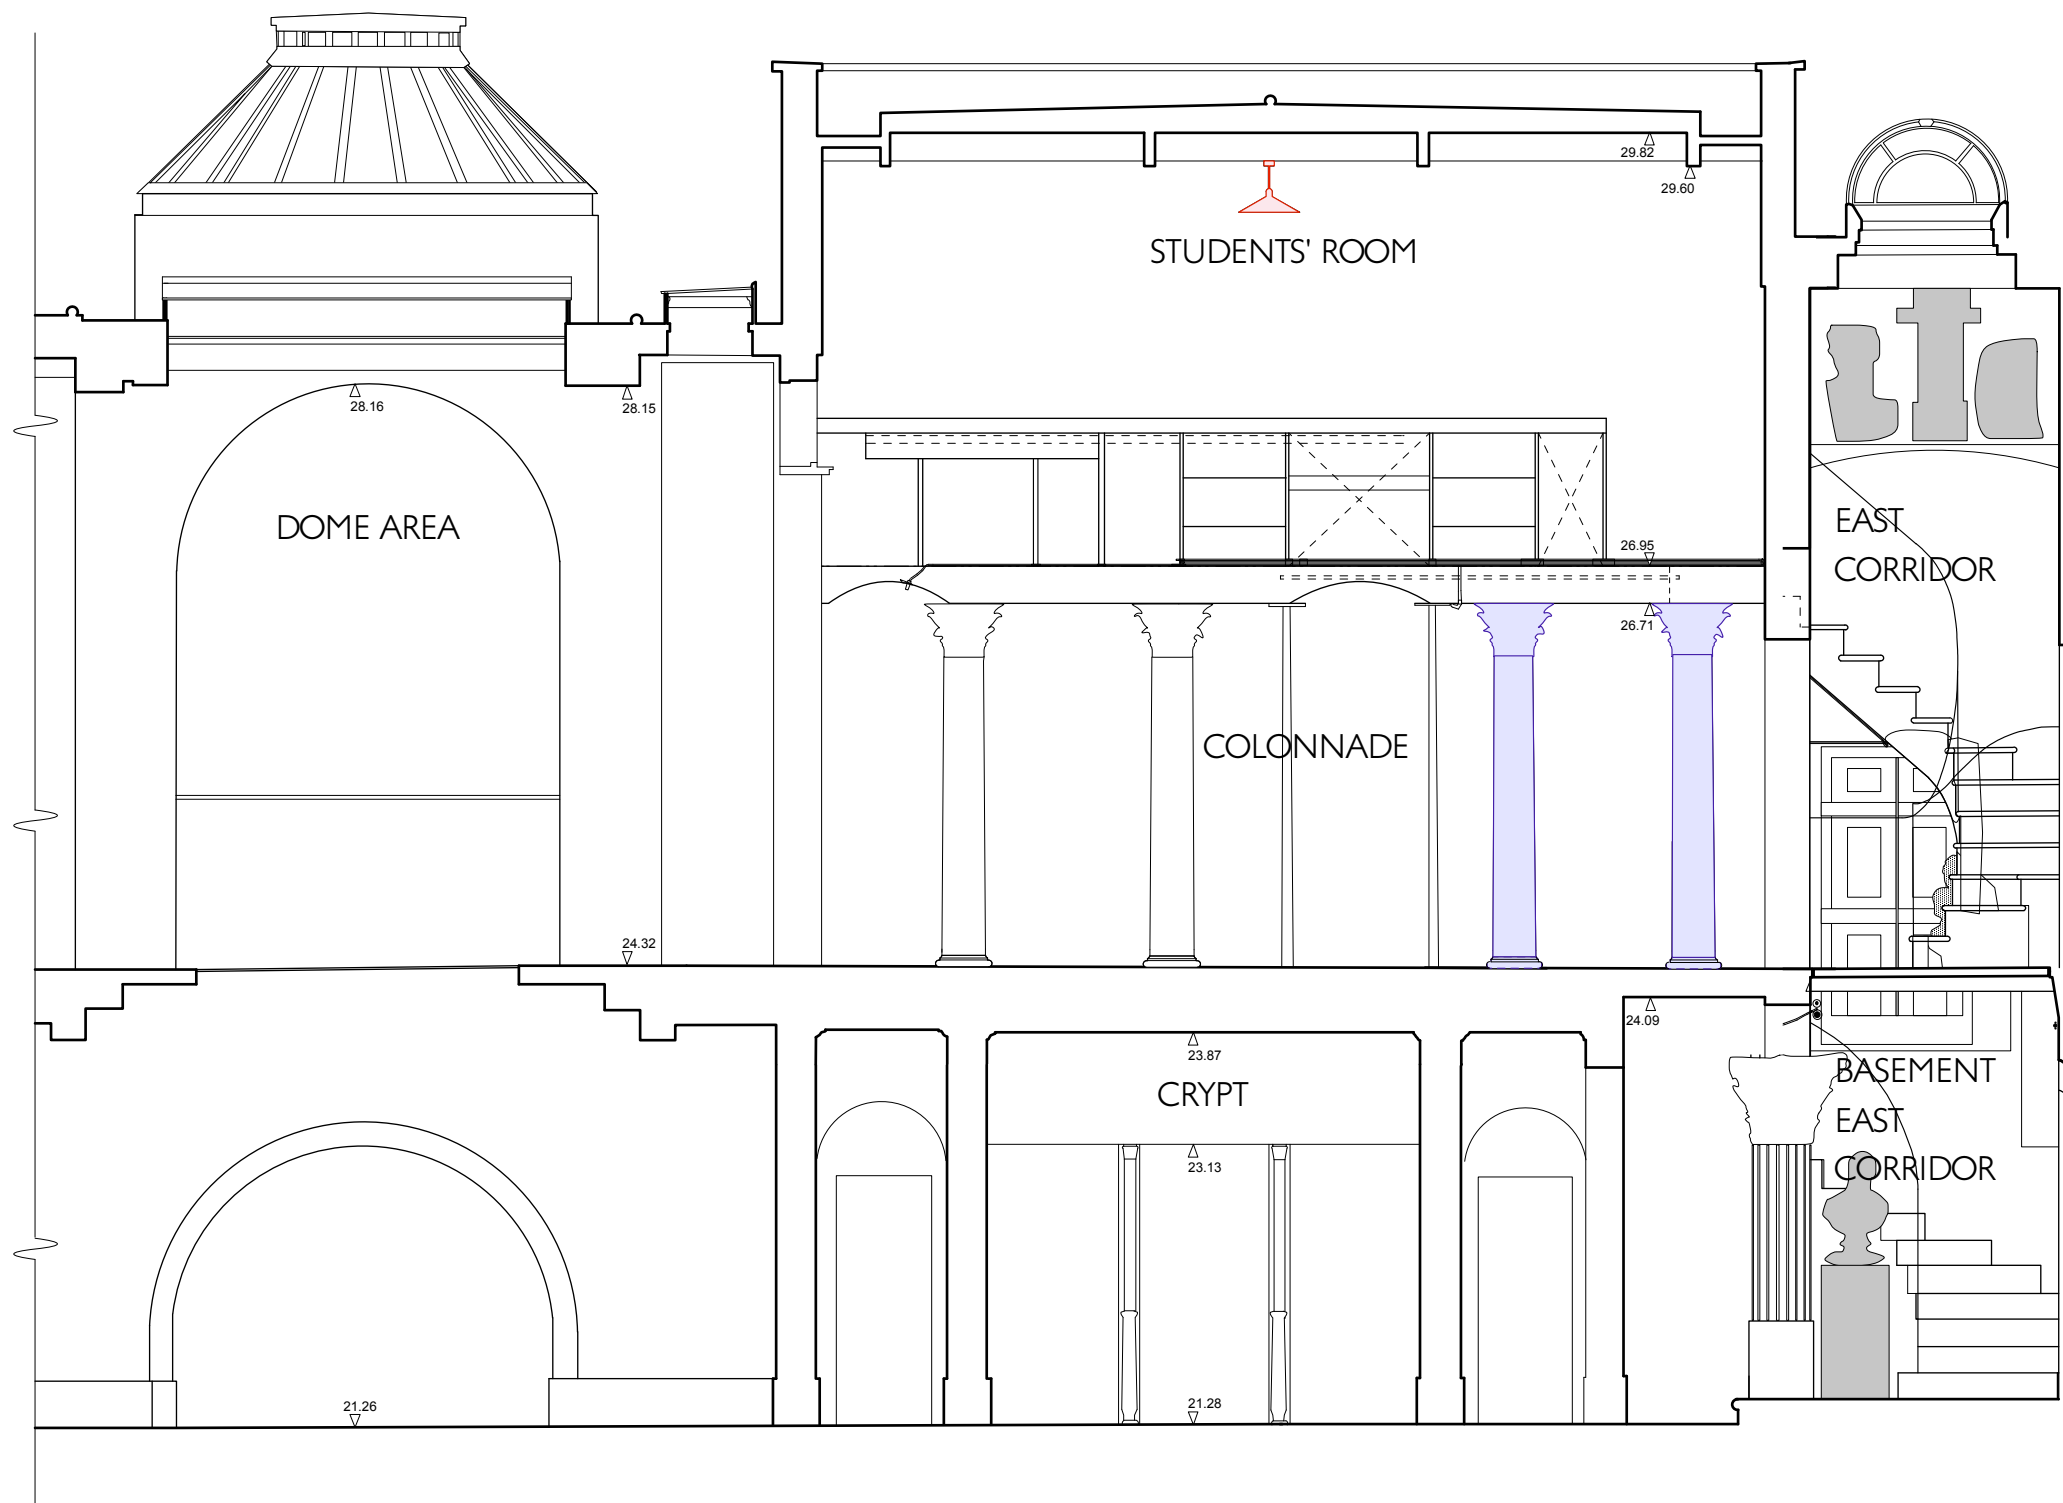 29.82
29.60
STUDENTS' ROOM
28.16
28.15
DOME AREA
EAST
CORRIDOR
26.95
26.71
COLONNADE
24.32
24.09
23.87
CRYPT
BASEMENT
EAST
CORRIDOR
23.13
21.26
21.28